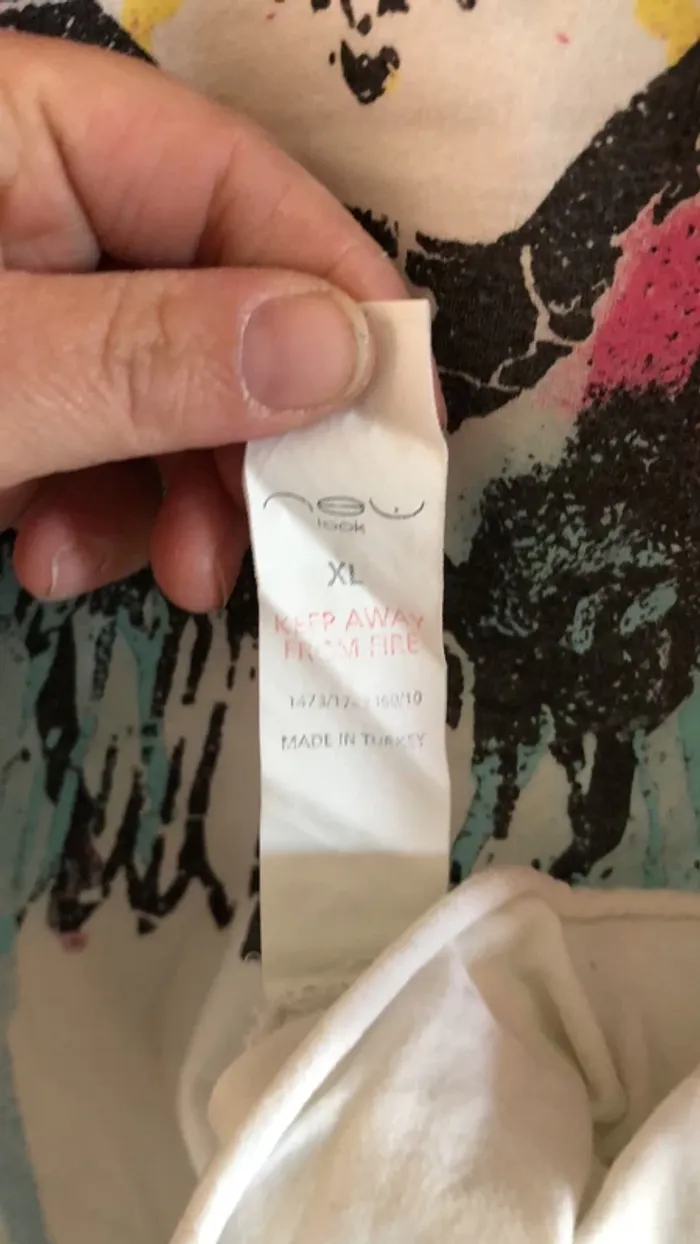 new
look
XL
KEEP AWAY
FROM FIRE
MADE IN TURKEY